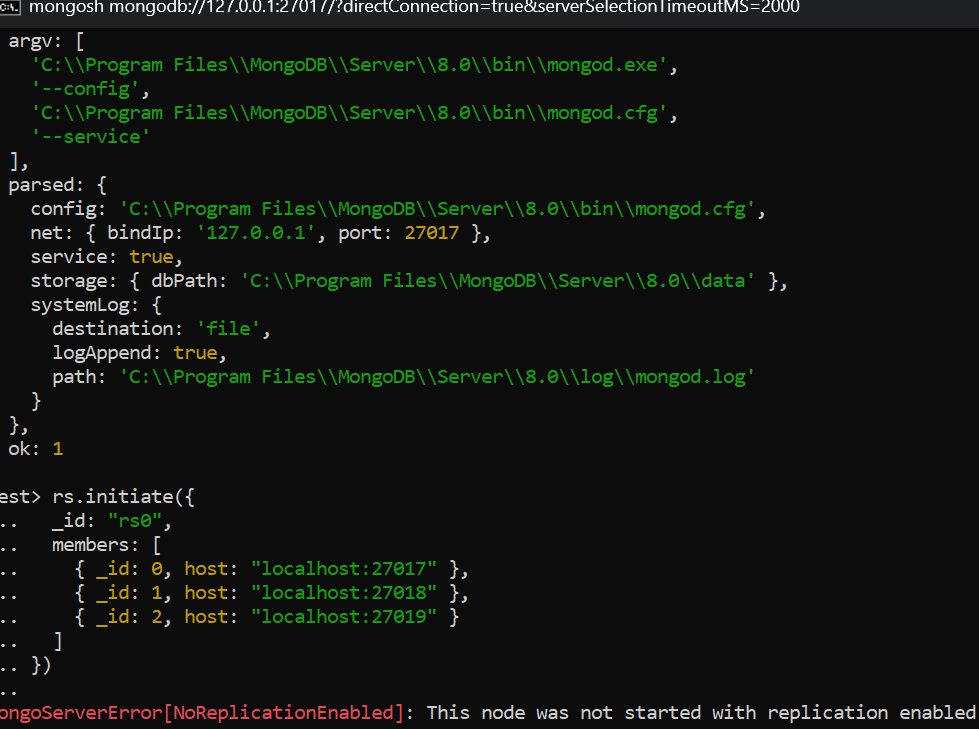 mongosh mongodb://127.0.0.1:27017/?directConnection=true&serverSelectionTimeoutMS=2000
argv: [
'C:\\Program Files\\MongoDB\\Server\\8.0\\bin\\mongod.exe',
'--config',
'C:\\Program Files\\MongoDB\\Server\\8.0\\bin\\mongod.cfg',
'--service'
],
parsed: {
config: 'C:\\Program Files\\MongoDB\\Server\\8.0\\bin\\mongod.cfg',
net: { bindIp: '127.0.0.1', port: 27017 },
service: true,
storage: { dbPath: 'C:\\Program Files\\MongoDB\\Server\\8.0\\data' },
systemLog: {
destination: 'file',
logAppend: true,
path: 'C:\\Program Files\\MongoDB\\Server\\8.0\\log\\mongod.log'
}
},
ok: 1
est> rs.initiate({
.. _id: "rs0",
.. members: [
.. { _id: 0, host: "localhost:27017" },
.. { _id: 1, host: "localhost:27018" },
.. { _id: 2, host: "localhost:27019" }
.. ]
.. })
..
ongoServerError[NoReplicationEnabled]: This node was not started with replication enabled